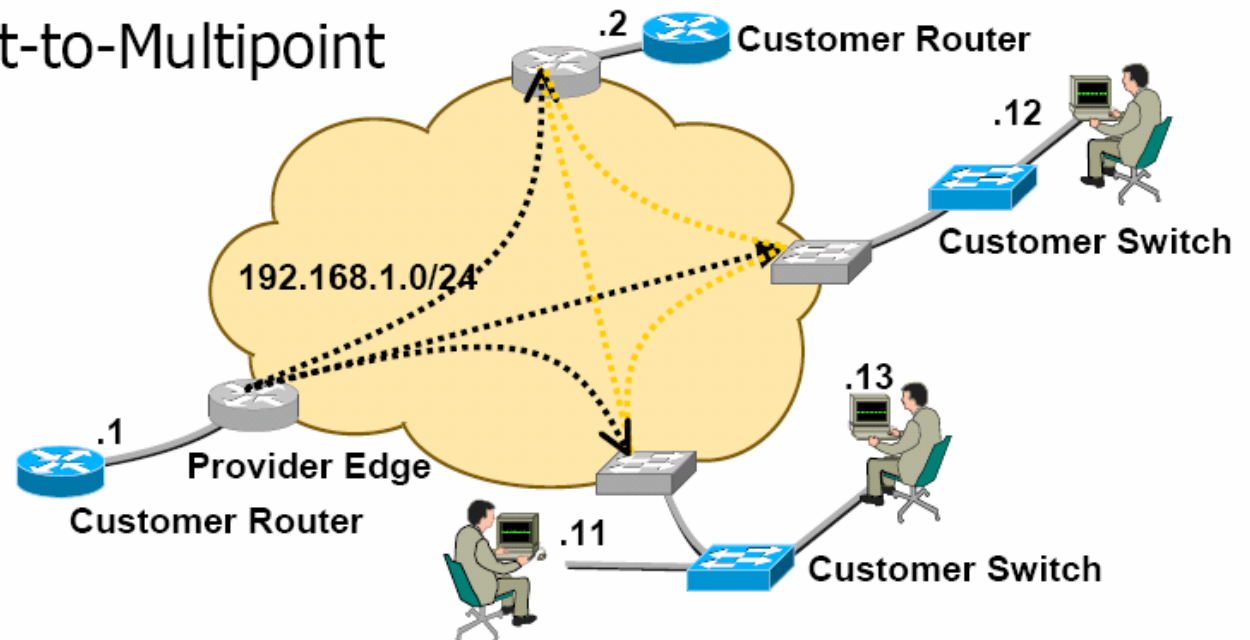 t-to-Multipoint
.2
Customer Router
.12
Customer Switch
192.168.1.0/24
.13
.1
Provider Edge
Customer Router
.11
Customer Switch